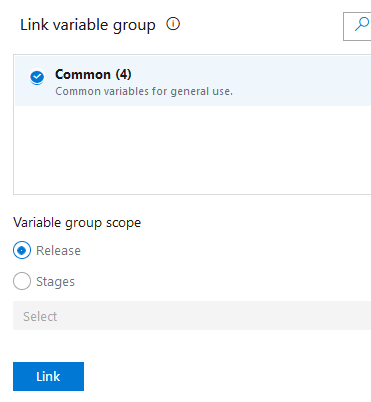 Link variable group
Common (4)
Common variables for general use.
Variable group scope
Release
Stages
Select
Link